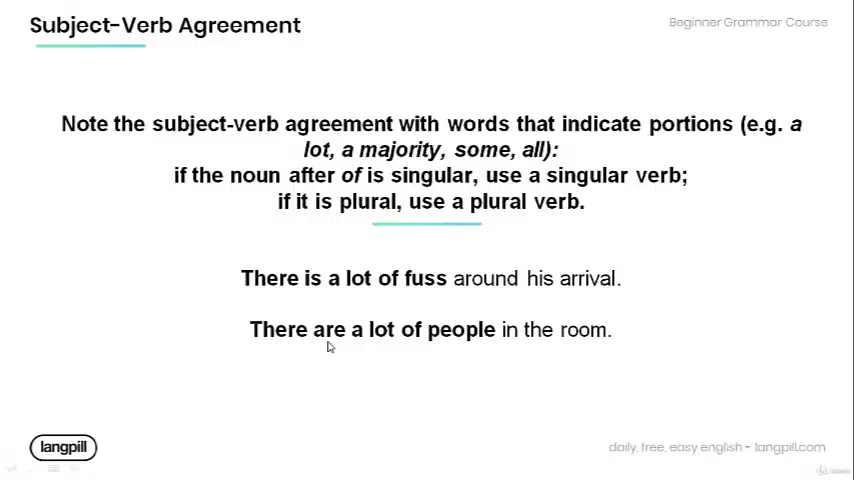 Subject-Verb Agreement
Beginner Grammar Course
Note the subject-verb agreement with words that indicate portions (e.g. a
lot, a majority, some, all):
if the noun after of is singular, use a singular verb;
if it is plural, use a plural verb.
There is a lot of fuss around his arrival.
There are a lot of people in the room.
langpill
daily, free, easy english - langpill.com